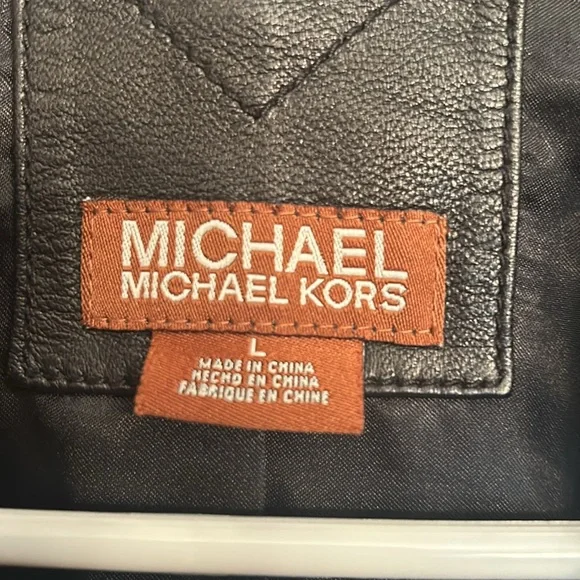 MICHAEL
MICHAEL KORS
L
MADE IN CHINA
HECHO EN CHINA
FABRIQUE EN CHINE